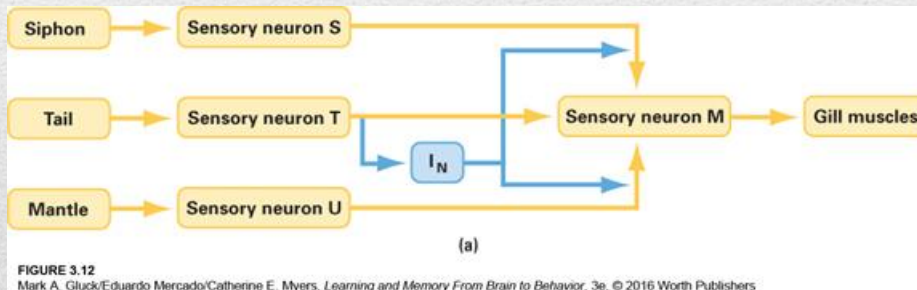 Siphon Sensory neuron S
Tail Sensory neuron T Sensory neuron M Gill muscles
I_N
Mantle Sensory neuron U
(a)
FIGURE 3.12
Mark A. Gluck/Eduardo Mercado/Catherine E. Myers, Learning and Memory From Brain to Behavior, 3e, © 2016 Worth Publishers